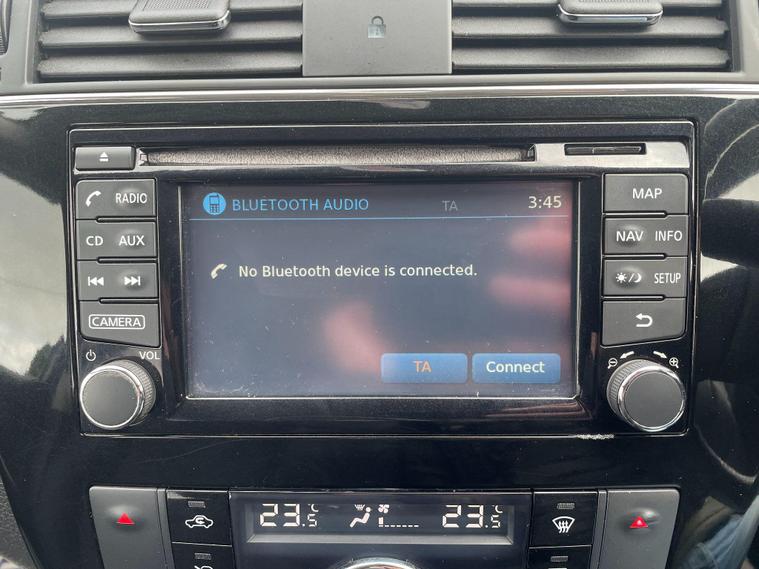 BLUETOOTH AUDIO TA 3:45
No Bluetooth device is connected.
TA Connect
RADIO
CD AUX
CAMERA
VOL
MAP
NAV INFO
SETUP
23.5°C 23.5°C